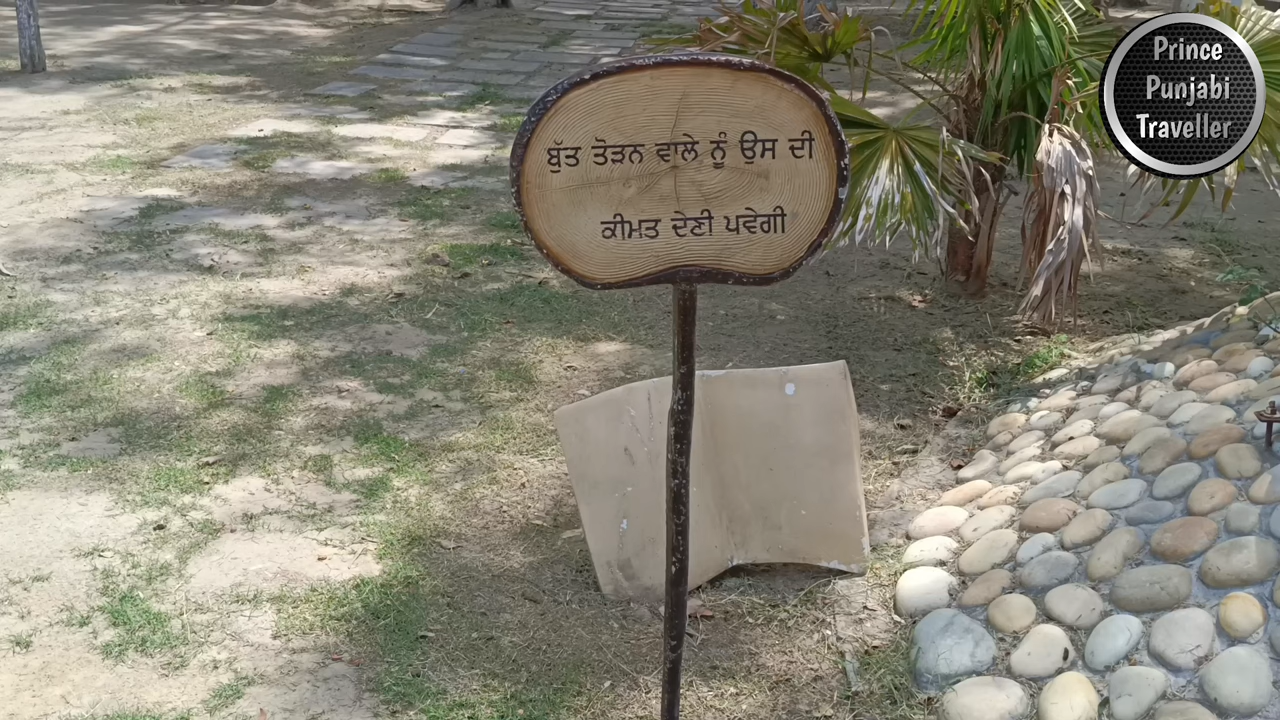 ਬੁੱਤ ਤੋੜਨ ਵਾਲੇ ਨੂੰ ਉਸ ਦੀ
ਕੀਮਤ ਦੇਣੀ ਪਵੇਗੀ
Prince
Punjabi
Traveller